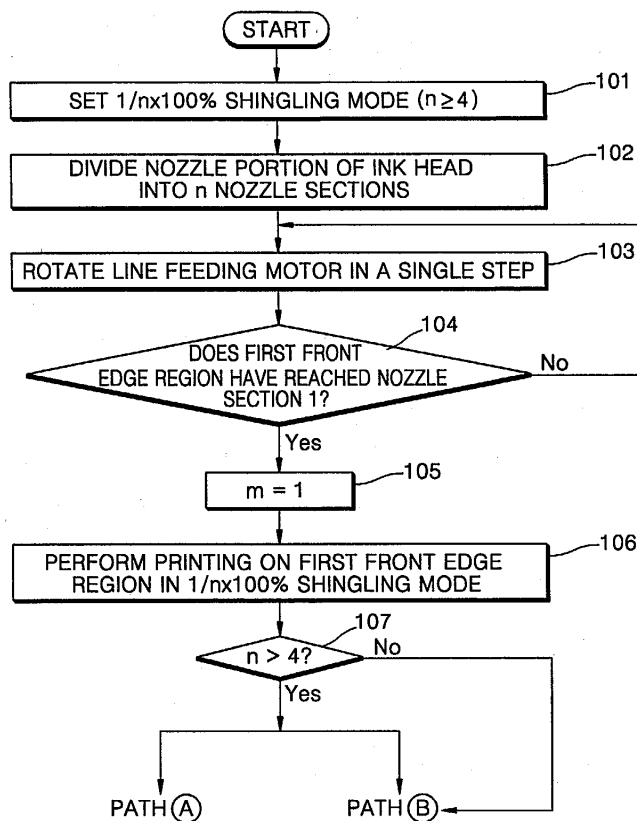 START
101
SET 1/nx100% SHINGLING MODE (n ≥ 4)
102
DIVIDE NOZZLE PORTION OF INK HEAD
INTO n NOZZLE SECTIONS
103
ROTATE LINE FEEDING MOTOR IN A SINGLE STEP
104
DOES FIRST FRONT
EDGE REGION HAVE REACHED NOZZLE
SECTION 1?
No
Yes
105
m = 1
106
PERFORM PRINTING ON FIRST FRONT EDGE
REGION IN 1/nx100% SHINGLING MODE
107
n > 4?
No
Yes
PATH A
PATH B